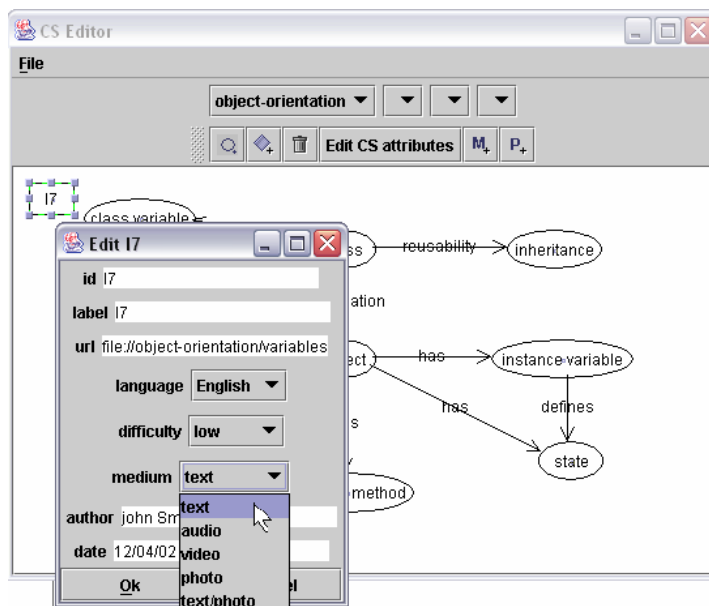 CS Editor
File
object-orientation
Edit CS attributes M+ P+
I7
class variable
ss reusability inheritance
Edit I7
id I7
label I7
ation
url file://object-orientation/variables
ect has instance variable
language English
has defines
difficulty low
s
state
medium text
method
text
author john Sm
audio
date 12/04/02
video
photo
Ok el
text/photo